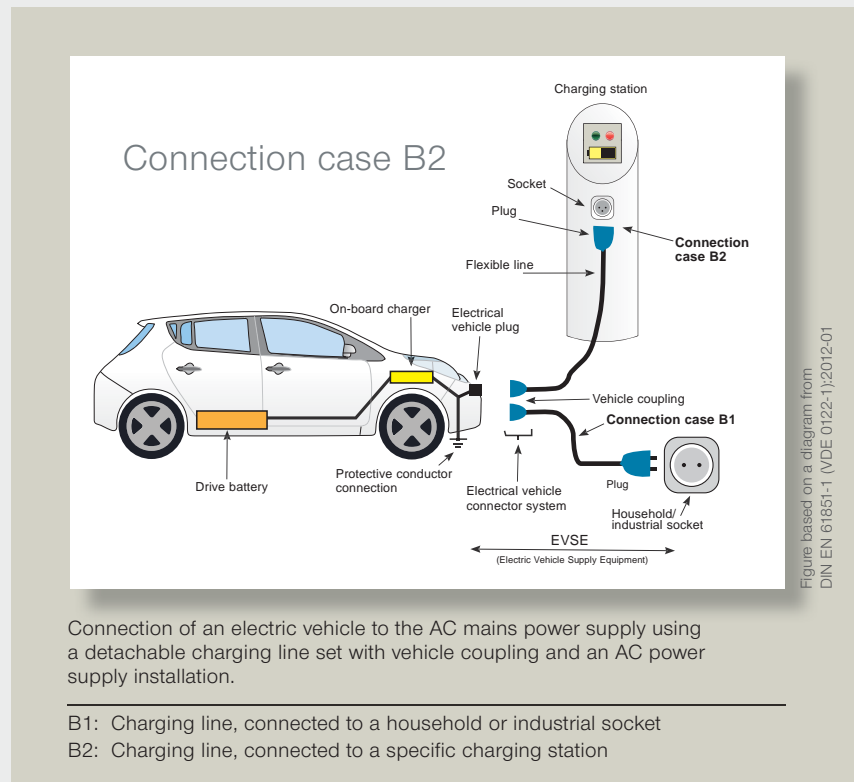 Charging station
Connection case B2
Socket
Plug
Connection
case B2
Flexible line
On-board charger
Electrical
vehicle plug
Vehicle coupling
Connection case B1
Protective conductor
connection
Drive battery
Electrical vehicle
connector system
Plug
Household/
industrial socket
EVSE
(Electric Vehicle Supply Equipment)
Figure based on a diagram from
DIN EN 61851-1 (VDE 0122-1):2012-01
Connection of an electric vehicle to the AC mains power supply using
a detachable charging line set with vehicle coupling and an AC power
supply installation.
B1: Charging line, connected to a household or industrial socket
B2: Charging line, connected to a specific charging station